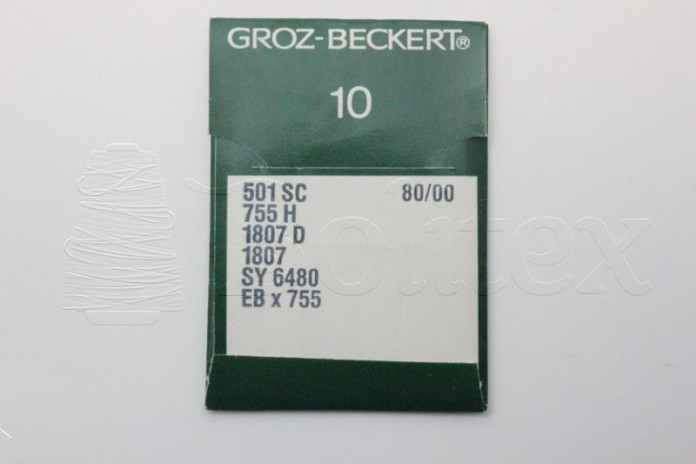 GROZ-BECKERT®
10
501 SC 80/00
755 H
1807 D
1807
SY 6480
EB x 755